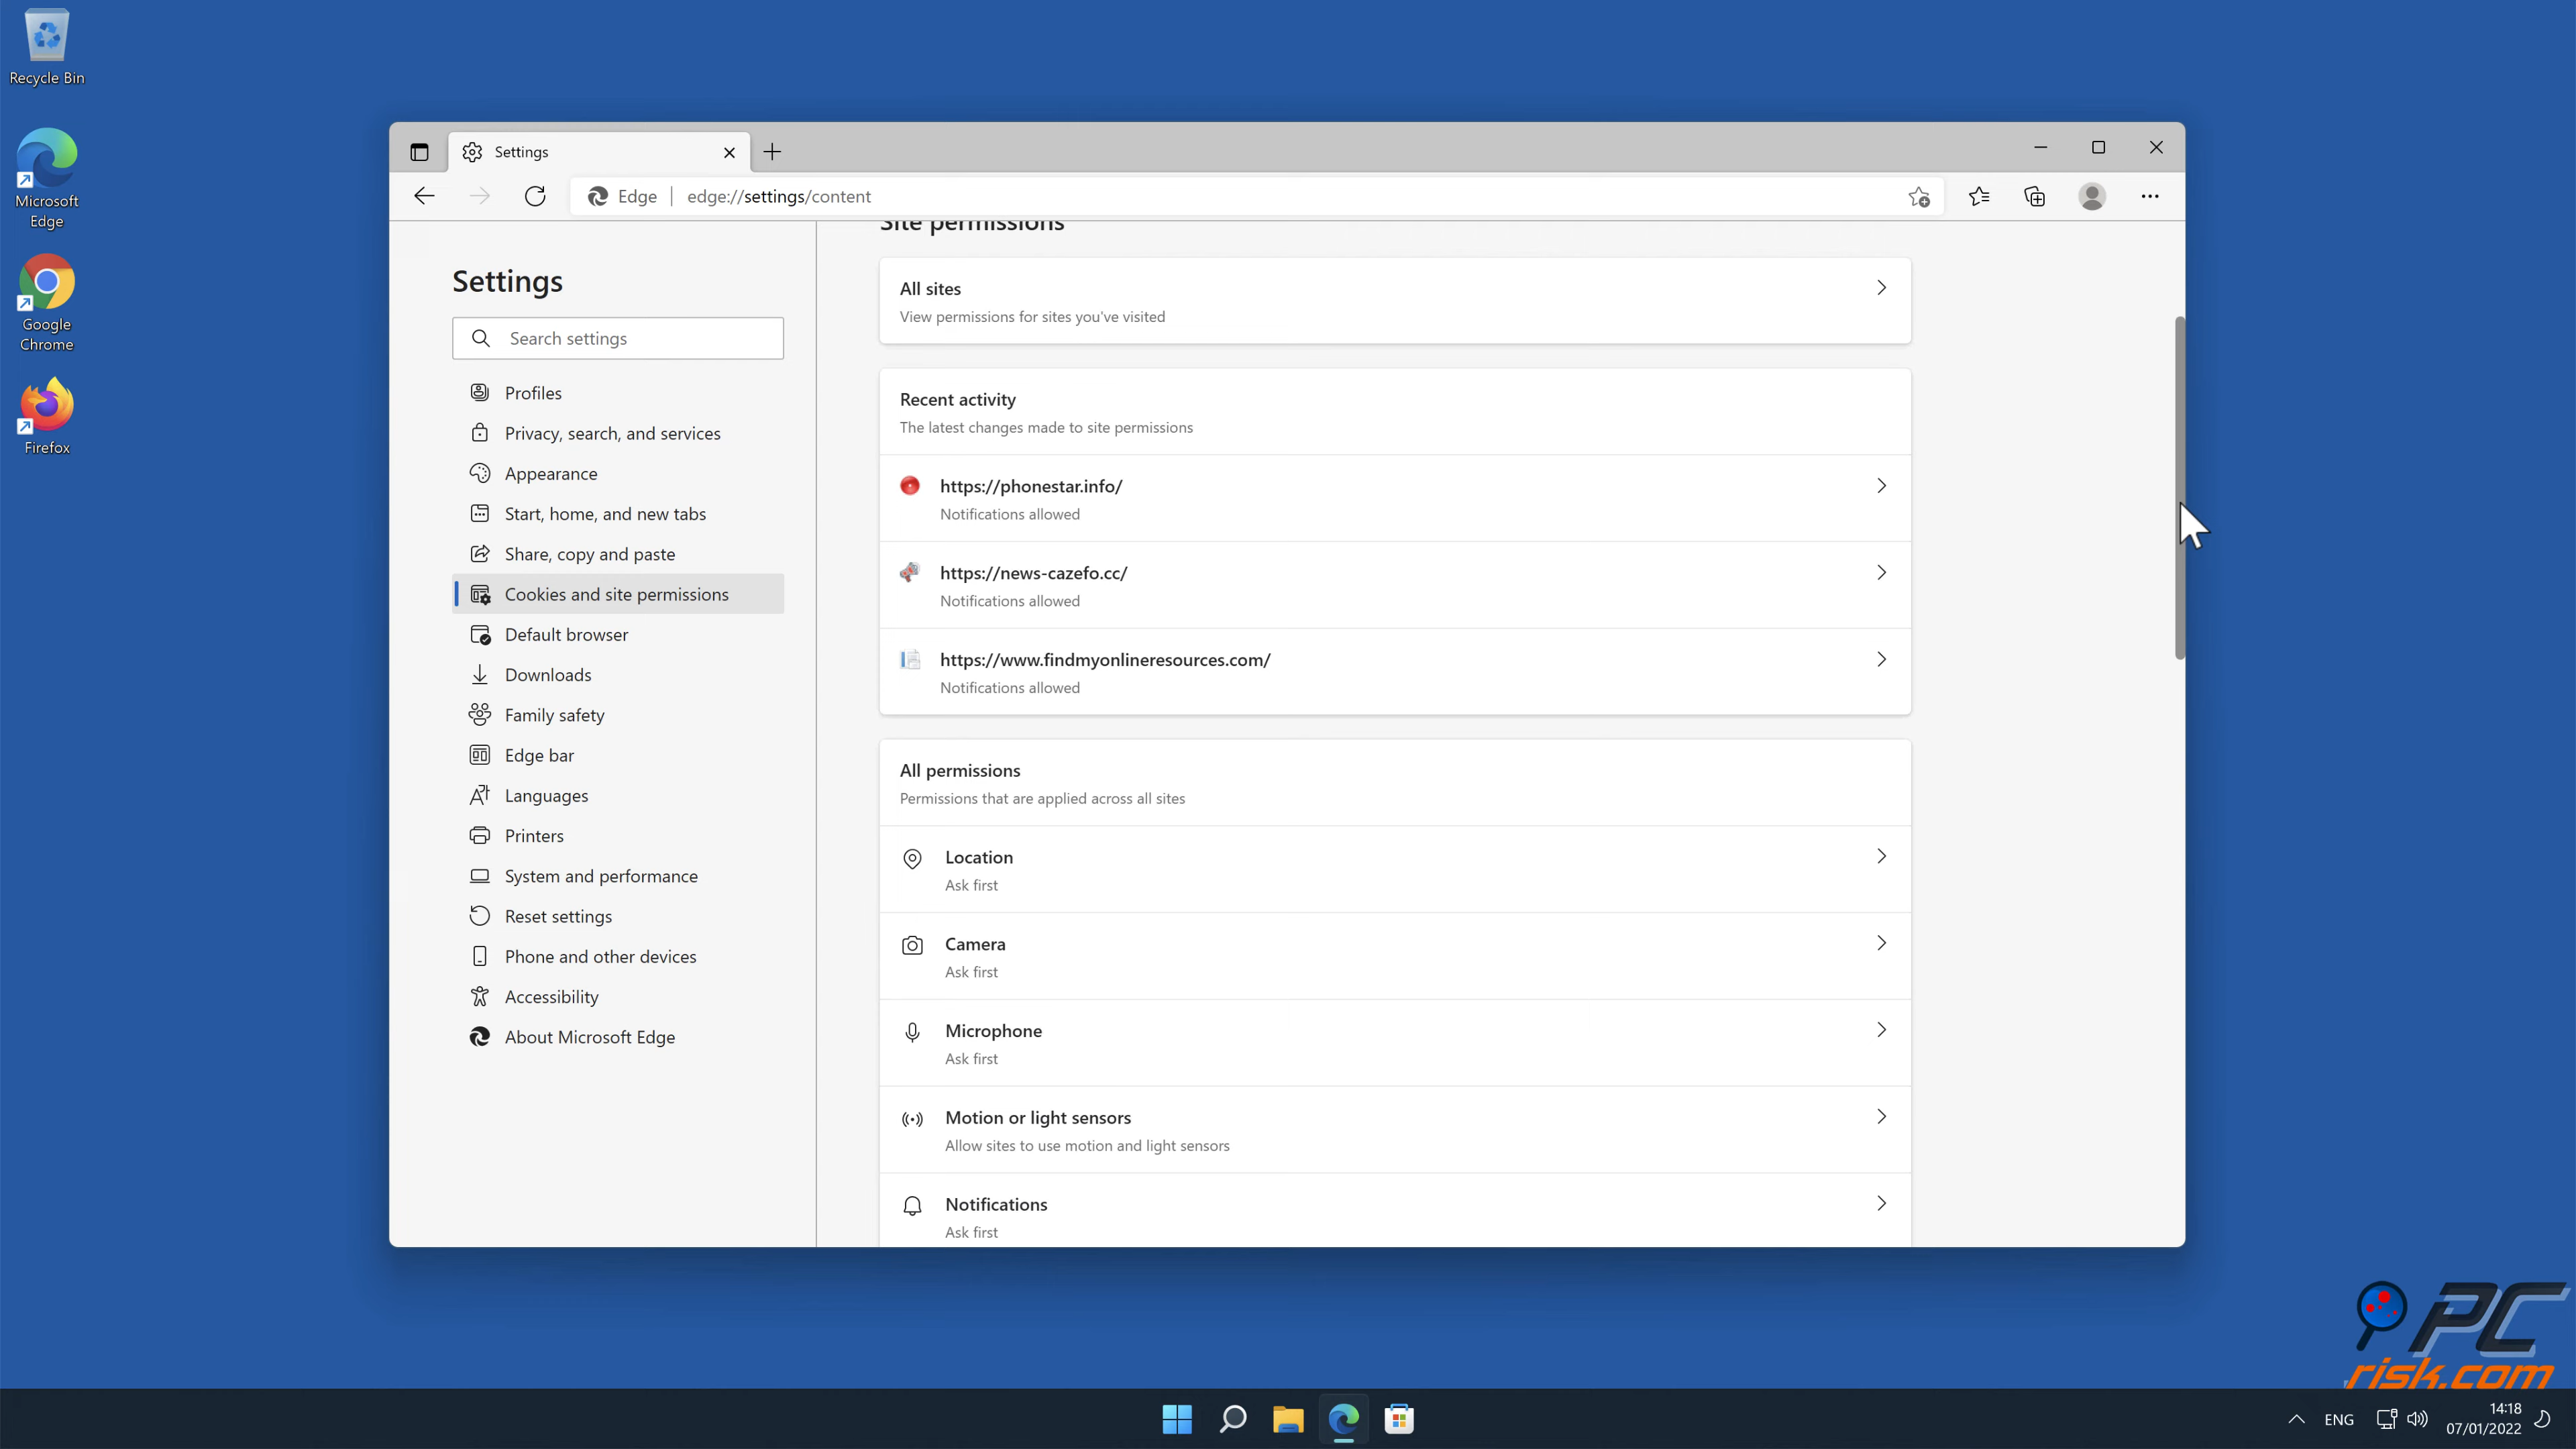 Recycle Bin
Microsoft
Edge
Google
Chrome
Firefox
Settings
Edge
edge://settings/content
Settings
Search settings
Profiles
Privacy, search, and services
Appearance
Start, home, and new tabs
Share, copy and paste
Cookies and site permissions
Default browser
Downloads
Family safety
Edge bar
Languages
Printers
System and performance
Reset settings
Phone and other devices
Accessibility
About Microsoft Edge
Site permissions
All sites
View permissions for sites you've visited
Recent activity
The latest changes made to site permissions
https://phonestar.info/
Notifications allowed
https://news-cazefo.cc/
Notifications allowed
https://www.findmyonlineresources.com/
Notifications allowed
All permissions
Permissions that are applied across all sites
Location
Ask first
Camera
Ask first
Microphone
Ask first
Motion or light sensors
Allow sites to use motion and light sensors
Notifications
Ask first
PC
risk.com
ENG
14:18
07/01/2022